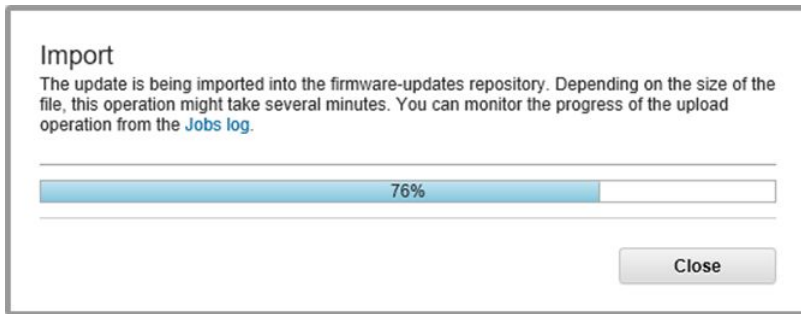 Import
The update is being imported into the firmware-updates repository. Depending on the size of the
file, this operation might take several minutes. You can monitor the progress of the upload
operation from the Jobs log.
76%
Close